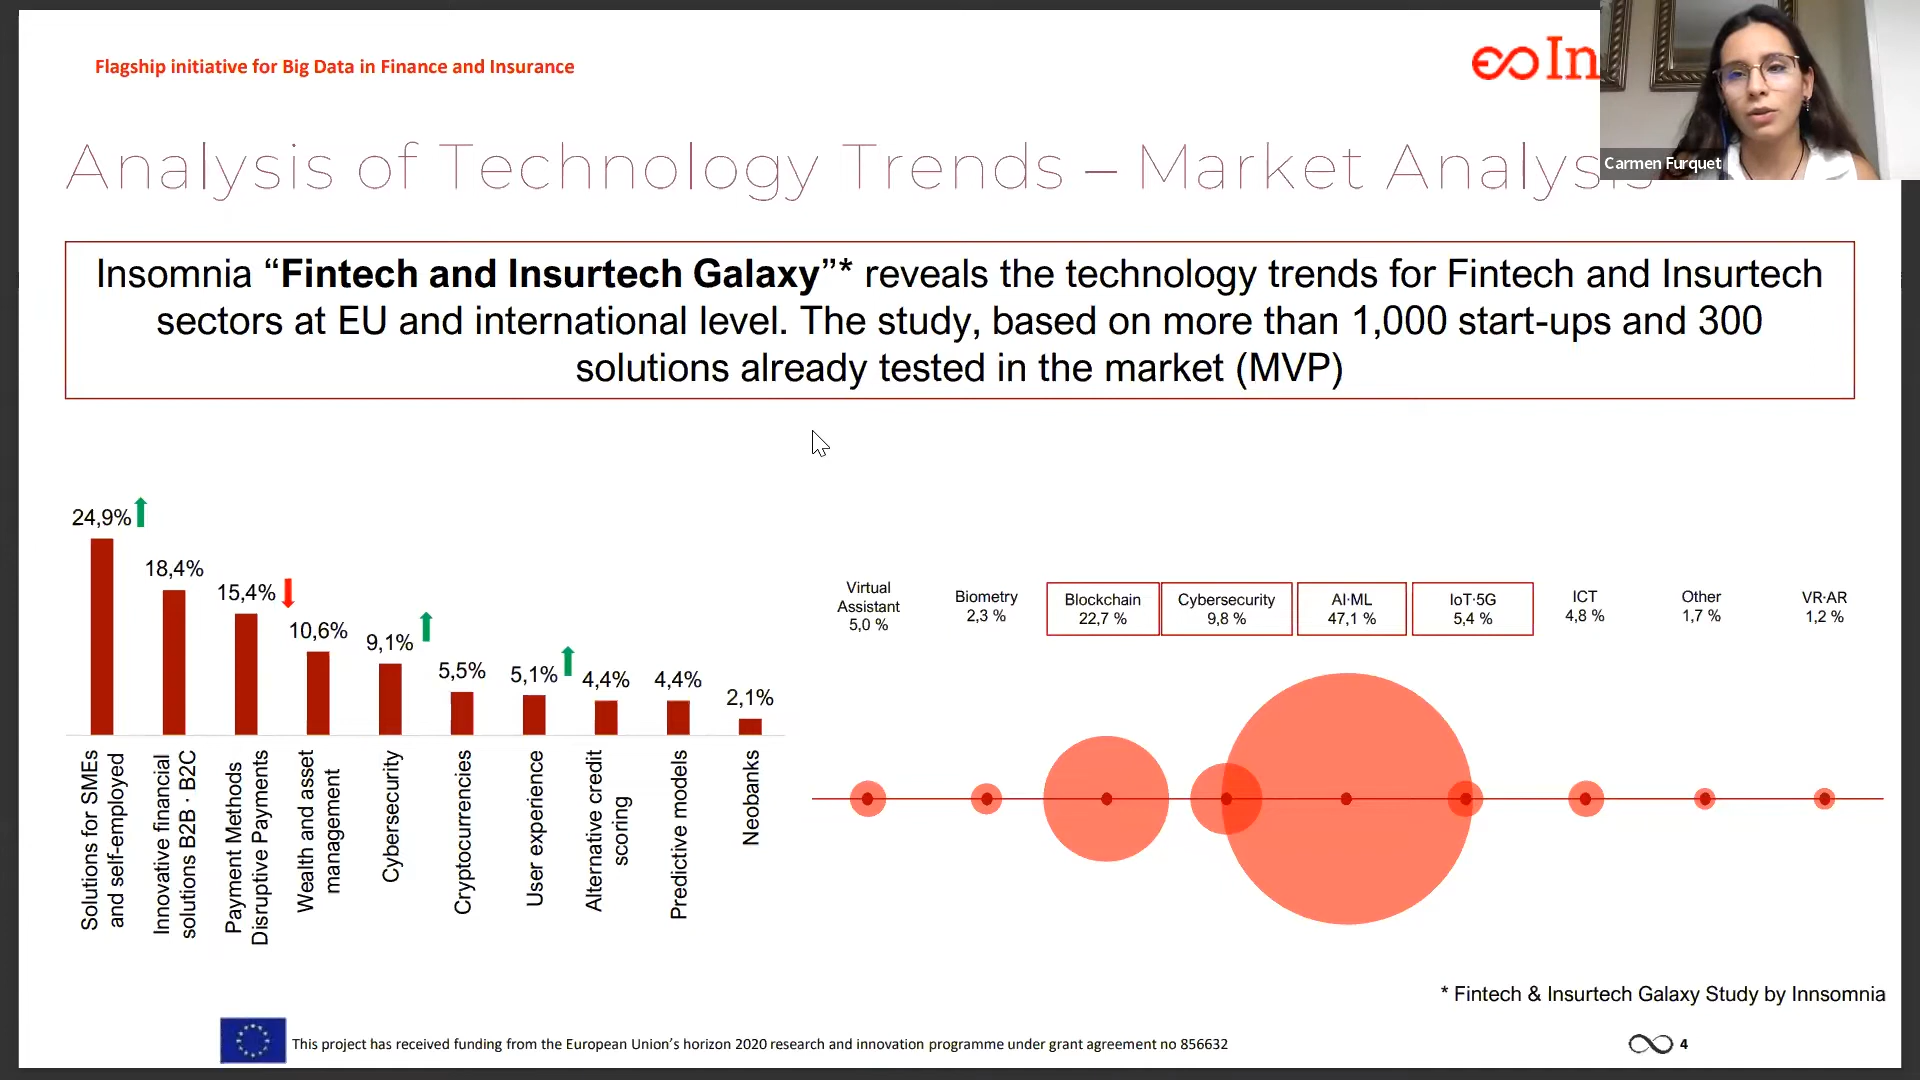 Flagship initiative for Big Data in Finance and Insurance
In
Carmen Furquet
Analysis of Technology Trends – Market Analysis
Insomnia “Fintech and Insurtech Galaxy”* reveals the technology trends for Fintech and Insurtech
sectors at EU and international level. The study, based on more than 1,000 start-ups and 300
solutions already tested in the market (MVP)
24,9%
18,4%
15,4%
10,6%
9,1%
5,5%
5,1%
4,4%
4,4%
2,1%
Solutions for SMEs
and self-employed
Innovative financial
solutions B2B · B2C
Payment Methods
Disruptive Payments
Wealth and asset
management
Cybersecurity
Cryptocurrencies
User experience
Alternative credit
scoring
Predictive models
Neobanks
Virtual
Assistant
5,0 %
Biometry
2,3 %
Blockchain
22,7 %
Cybersecurity
9,8 %
AI·ML
47,1 %
IoT·5G
5,4 %
ICT
4,8 %
Other
1,7 %
VR·AR
1,2 %
* Fintech & Insurtech Galaxy Study by Innsomnia
This project has received funding from the European Union’s horizon 2020 research and innovation programme under grant agreement no 856632
4